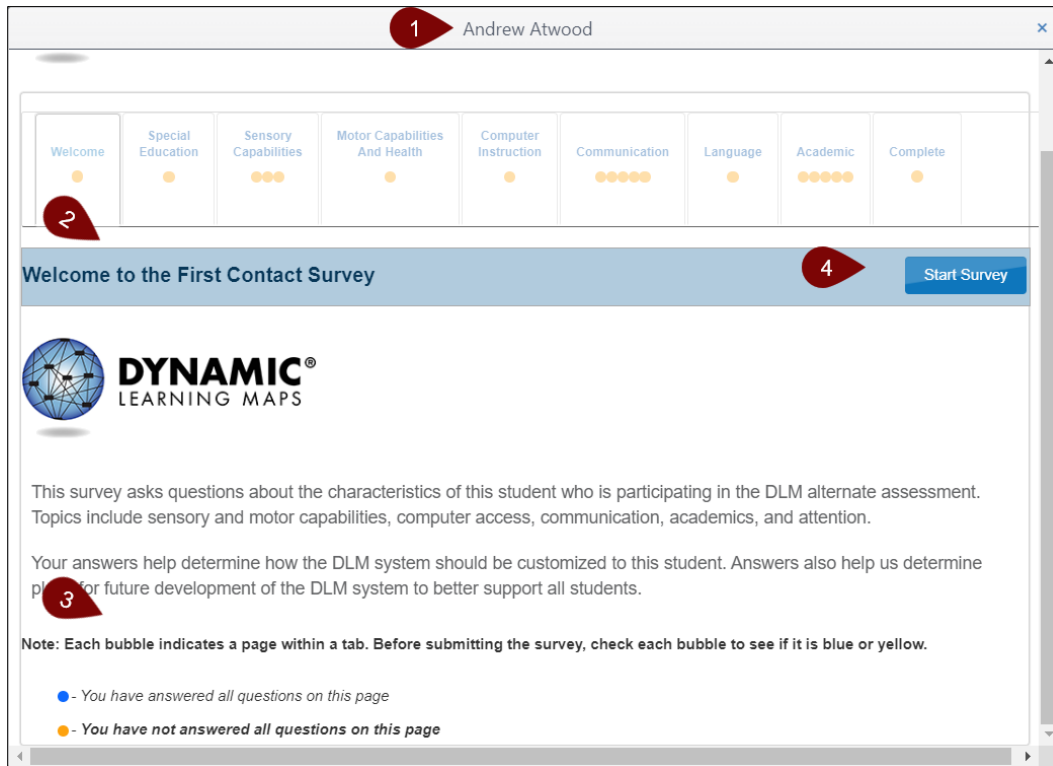 1 Andrew Atwood ×
Welcome
Special
Education
Sensory
Capabilities
Motor Capabilities
And Health
Computer
Instruction
Communication
Language
Academic
Complete
2
Welcome to the First Contact Survey
4
Start Survey
DYNAMIC®
LEARNING MAPS
This survey asks questions about the characteristics of this student who is participating in the DLM alternate assessment.
Topics include sensory and motor capabilities, computer access, communication, academics, and attention.
Your answers help determine how the DLM system should be customized to this student. Answers also help us determine
for future development of the DLM system to better support all students.
3
Note: Each bubble indicates a page within a tab. Before submitting the survey, check each bubble to see if it is blue or yellow.
- You have answered all questions on this page
- You have not answered all questions on this page